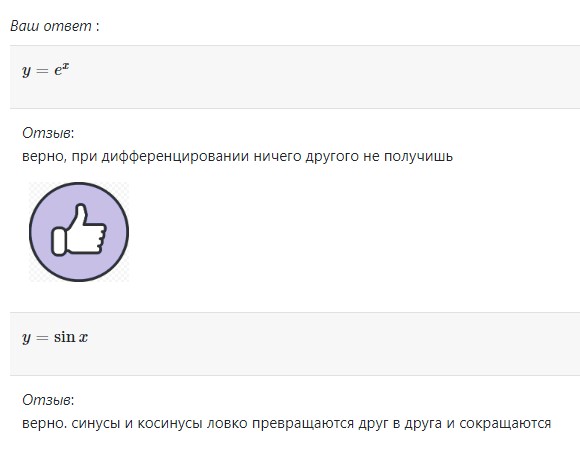 Ваш ответ :
y = e^x
Отзыв:
верно, при дифференцировании ничего другого не получишь
y = sin x
Отзыв:
верно. синусы и косинусы ловко превращаются друг в друга и сокращаются